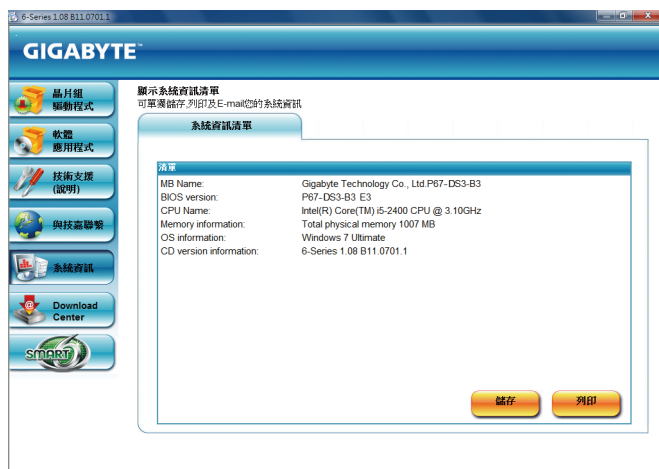 6-Series 1.08 B11.0701.1
GIGABYTE™
晶片組
驅動程式
軟體
應用程式
技術支援
(說明)
與技嘉聯繫
系統資訊
Download
Center
SMART 6
顯示系統資訊清單
可單獨儲存,列印及E-mail您的系統資訊
系統資訊清單
清單
MB Name: Gigabyte Technology Co., Ltd.P67-DS3-B3
BIOS version: P67-DS3-B3 E3
CPU Name: Intel(R) Core(TM) i5-2400 CPU @ 3.10GHz
Memory information: Total physical memory 1007 MB
OS information: Windows 7 Ultimate
CD version information: 6-Series 1.08 B11.0701.1
儲存 列印